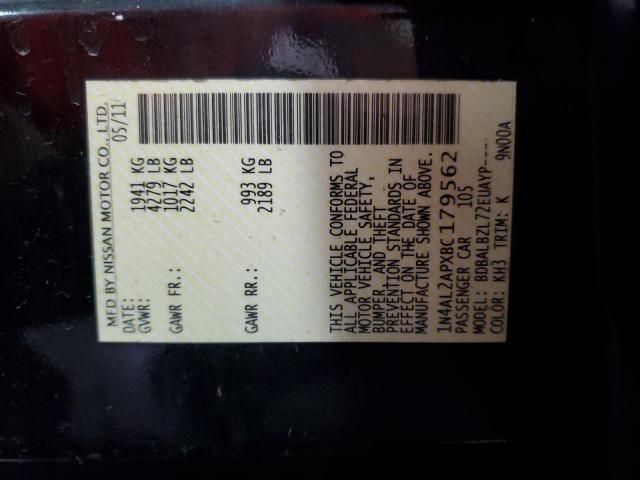 MFD BY NISSAN MOTOR CO., LTD.
DATE: 05/11
GVWR: 1941 KG
4279 LB
GAWR FR.: 1017 KG
2242 LB
GAWR RR.: 993 KG
2189 LB
THIS VEHICLE CONFORMS TO
ALL APPLICABLE FEDERAL
MOTOR VEHICLE SAFETY,
BUMPER, AND THEFT
PREVENTION STANDARDS IN
EFFECT ON THE DATE OF
MANUFACTURE SHOWN ABOVE.
1N4AL2APXBC179562
PASSENGER CAR 105
MODEL: BDBALBZL72EUAYP----
COLOR: KH3 TRIM: K 9N00A